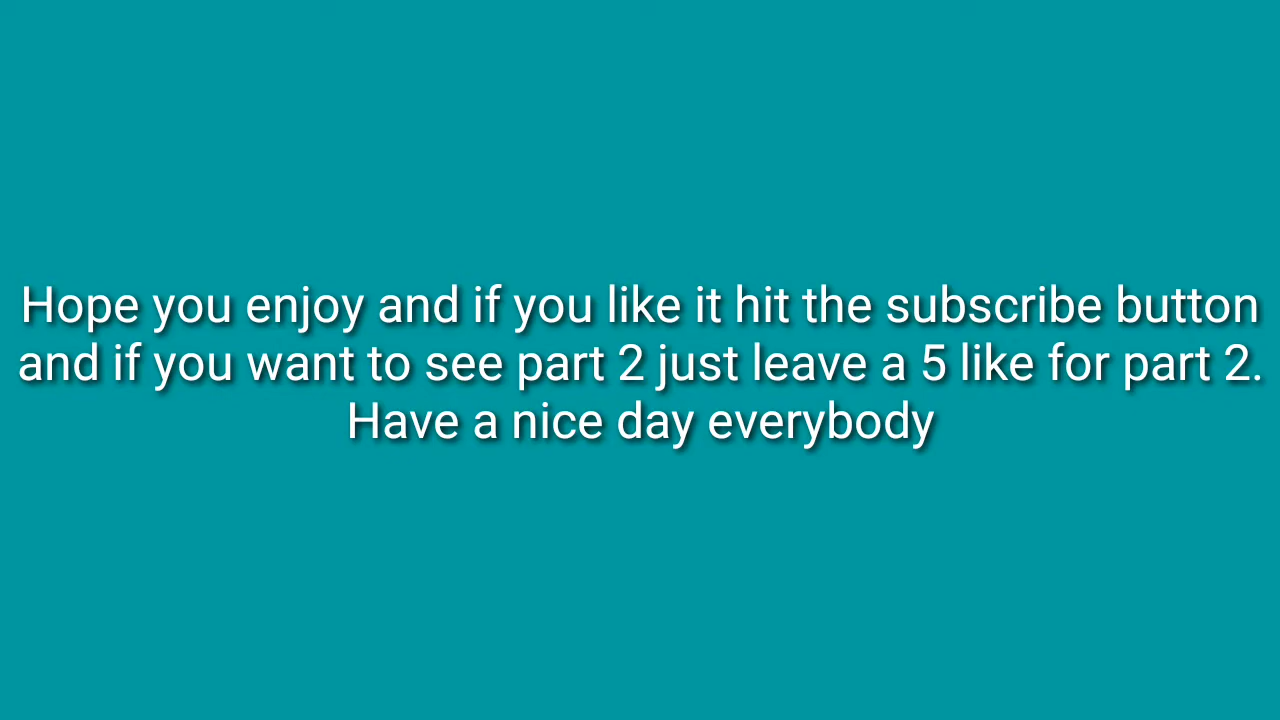 Hope you enjoy and if you like it hit the subscribe button
and if you want to see part 2 just leave a 5 like for part 2.
Have a nice day everybody